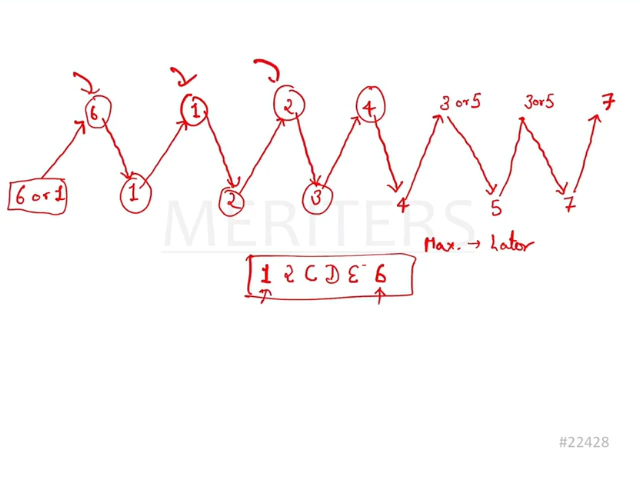 6 1 2 4 3 or 5 3 or 5 7
6 or 1 1 2 3 4 5 7
MERITERS
Max. → Later
1 2 C D E 6
#22428